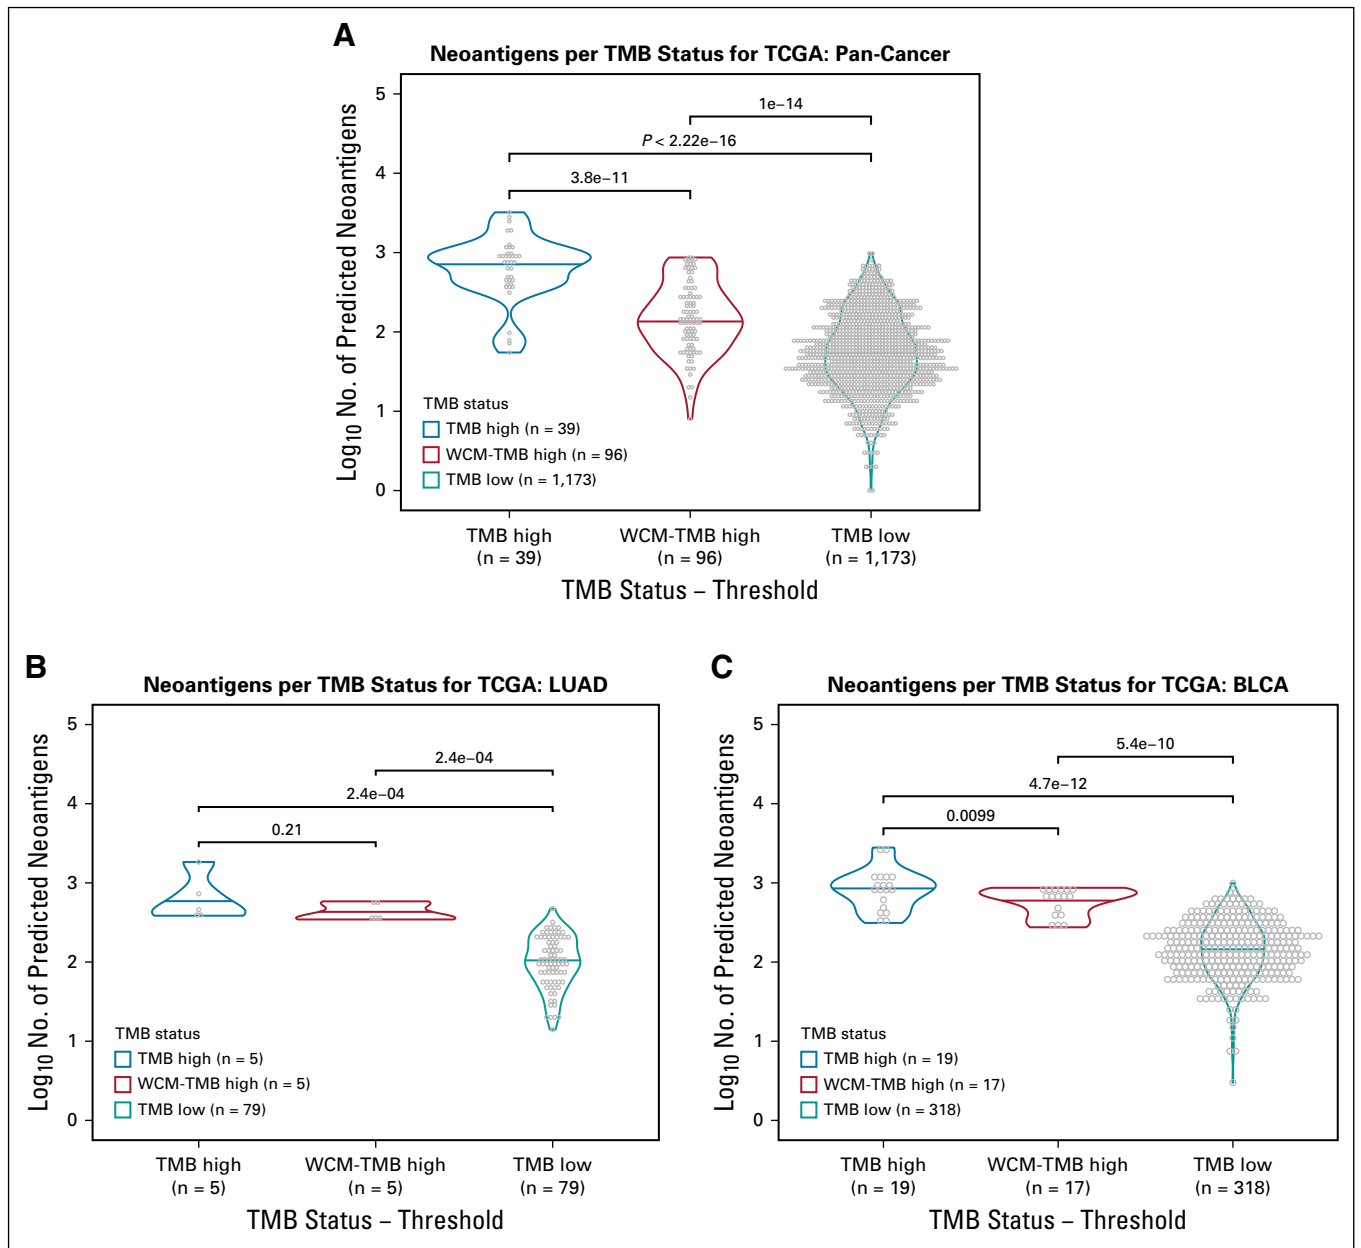 A
Neoantigens per TMB Status for TCGA: Pan-Cancer
Log10 No. of Predicted Neoantigens
5
4
3
2
1
0
1e−14
P < 2.22e−16
3.8e−11
TMB status
TMB high (n = 39)
WCM-TMB high (n = 96)
TMB low (n = 1,173)
TMB high
(n = 39)
WCM-TMB high
(n = 96)
TMB low
(n = 1,173)
TMB Status – Threshold
B
Neoantigens per TMB Status for TCGA: LUAD
Log10 No. of Predicted Neoantigens
5
4
3
2
1
0
2.4e−04
2.4e−04
0.21
TMB status
TMB high (n = 5)
WCM-TMB high (n = 5)
TMB low (n = 79)
TMB high
(n = 5)
WCM-TMB high
(n = 5)
TMB low
(n = 79)
TMB Status – Threshold
C
Neoantigens per TMB Status for TCGA: BLCA
Log10 No. of Predicted Neoantigens
5
4
3
2
1
0
5.4e−10
4.7e−12
0.0099
TMB status
TMB high (n = 19)
WCM-TMB high (n = 17)
TMB low (n = 318)
TMB high
(n = 19)
WCM-TMB high
(n = 17)
TMB low
(n = 318)
TMB Status – Threshold